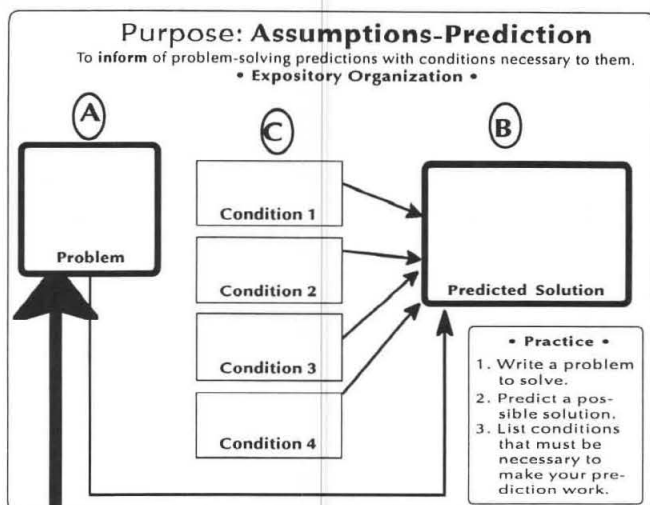 Purpose: Assumptions-Prediction
To inform of problem-solving predictions with conditions necessary to them.
• Expository Organization •
A
C
B
Problem
Condition 1
Condition 2
Condition 3
Condition 4
Predicted Solution
• Practice •
1. Write a problem
to solve.
2. Predict a pos-
sible solution.
3. List conditions
that must be
necessary to
make your pre-
diction work.